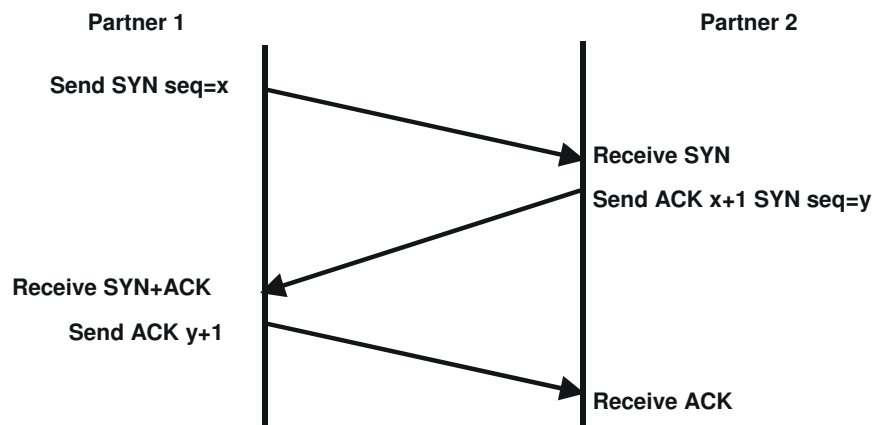 Partner 1
Partner 2
Send SYN seq=x
Receive SYN
Send ACK x+1 SYN seq=y
Receive SYN+ACK
Send ACK y+1
Receive ACK